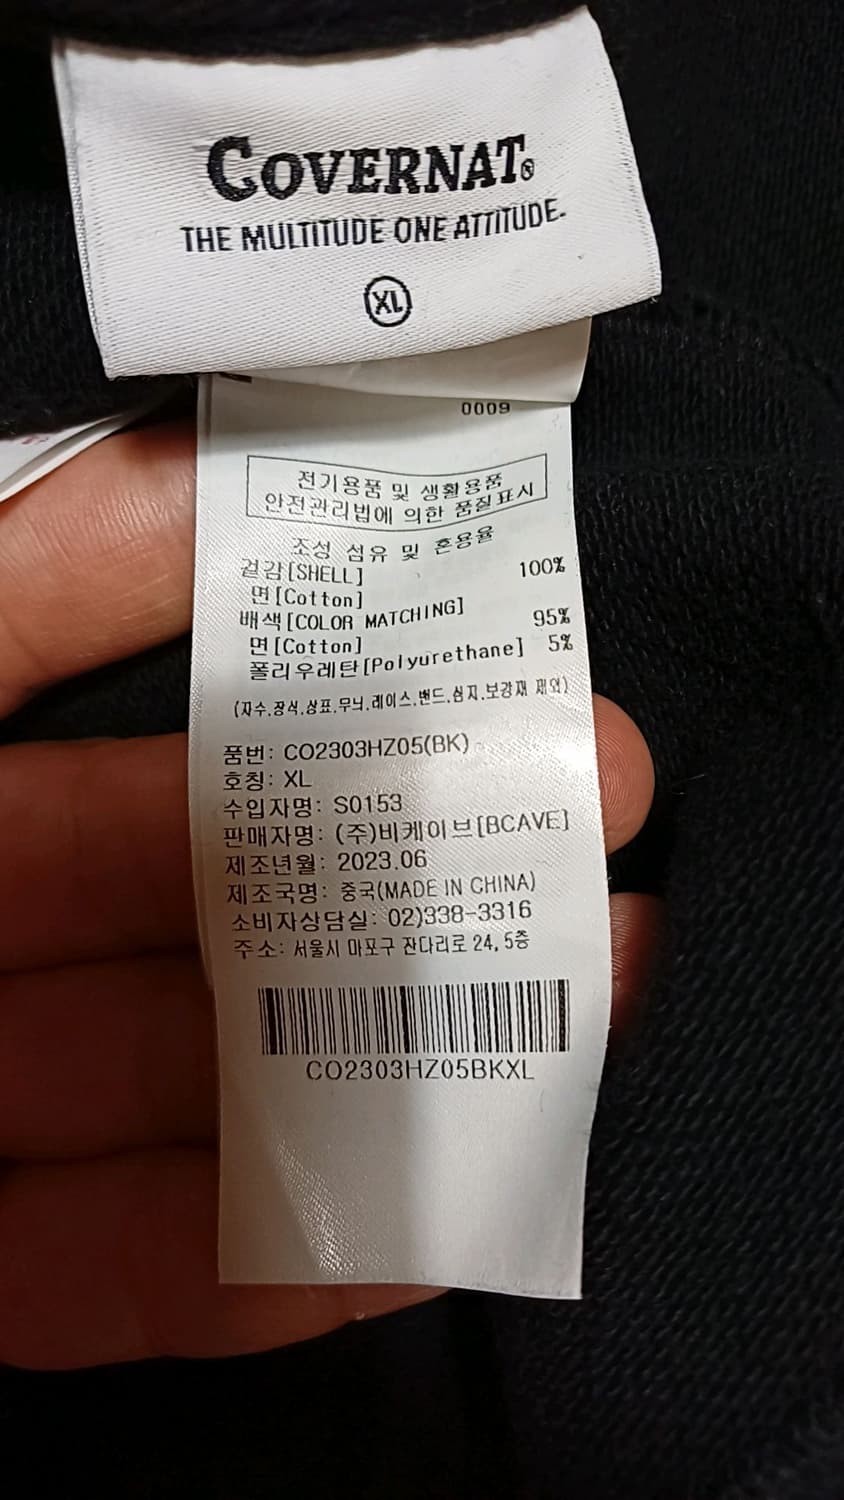 COVERNAT®
THE MULTITUDE ONE ATTITUDE.
XL
0009
전기용품 및 생활용품
안전관리법에 의한 품질표시
조성 섬유 및 혼용율
겉감[SHELL]
면[Cotton] 100%
배색[COLOR MATCHING]
면[Cotton] 95%
폴리우레탄[Polyurethane] 5%
(자수.장식.상표.무늬.레이스.밴드.심지.보강재 제외)
품번: CO2303HZ05(BK)
호칭: XL
수입자명: S0153
판매자명: (주)비케이브[BCAVE]
제조년월: 2023.06
제조국명: 중국(MADE IN CHINA)
소비자상담실: 02)338-3316
주소: 서울시 마포구 잔다리로 24, 5층
CO2303HZ05BKXL